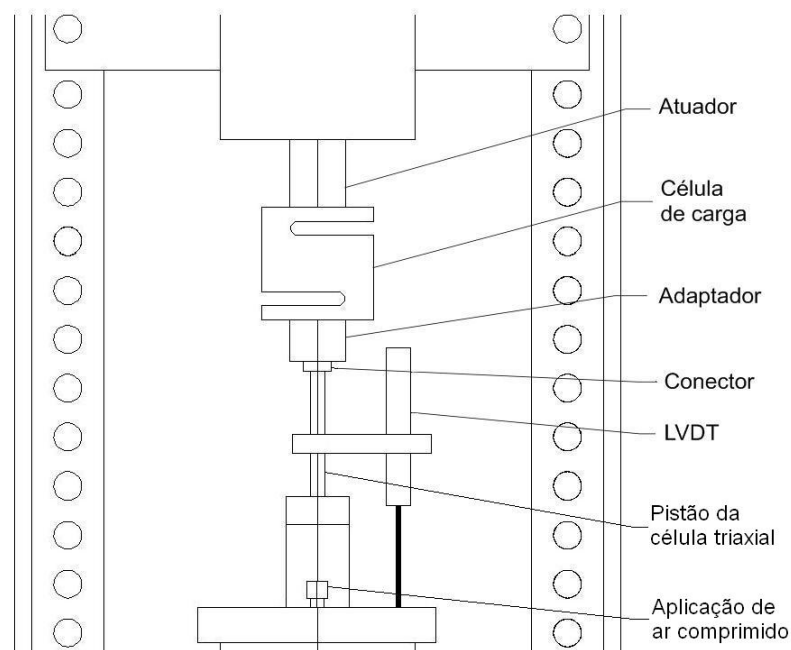 Atuador
Célula
de carga
Adaptador
Conector
LVDT
Pistão da
célula triaxial
Aplicação de
ar comprimido